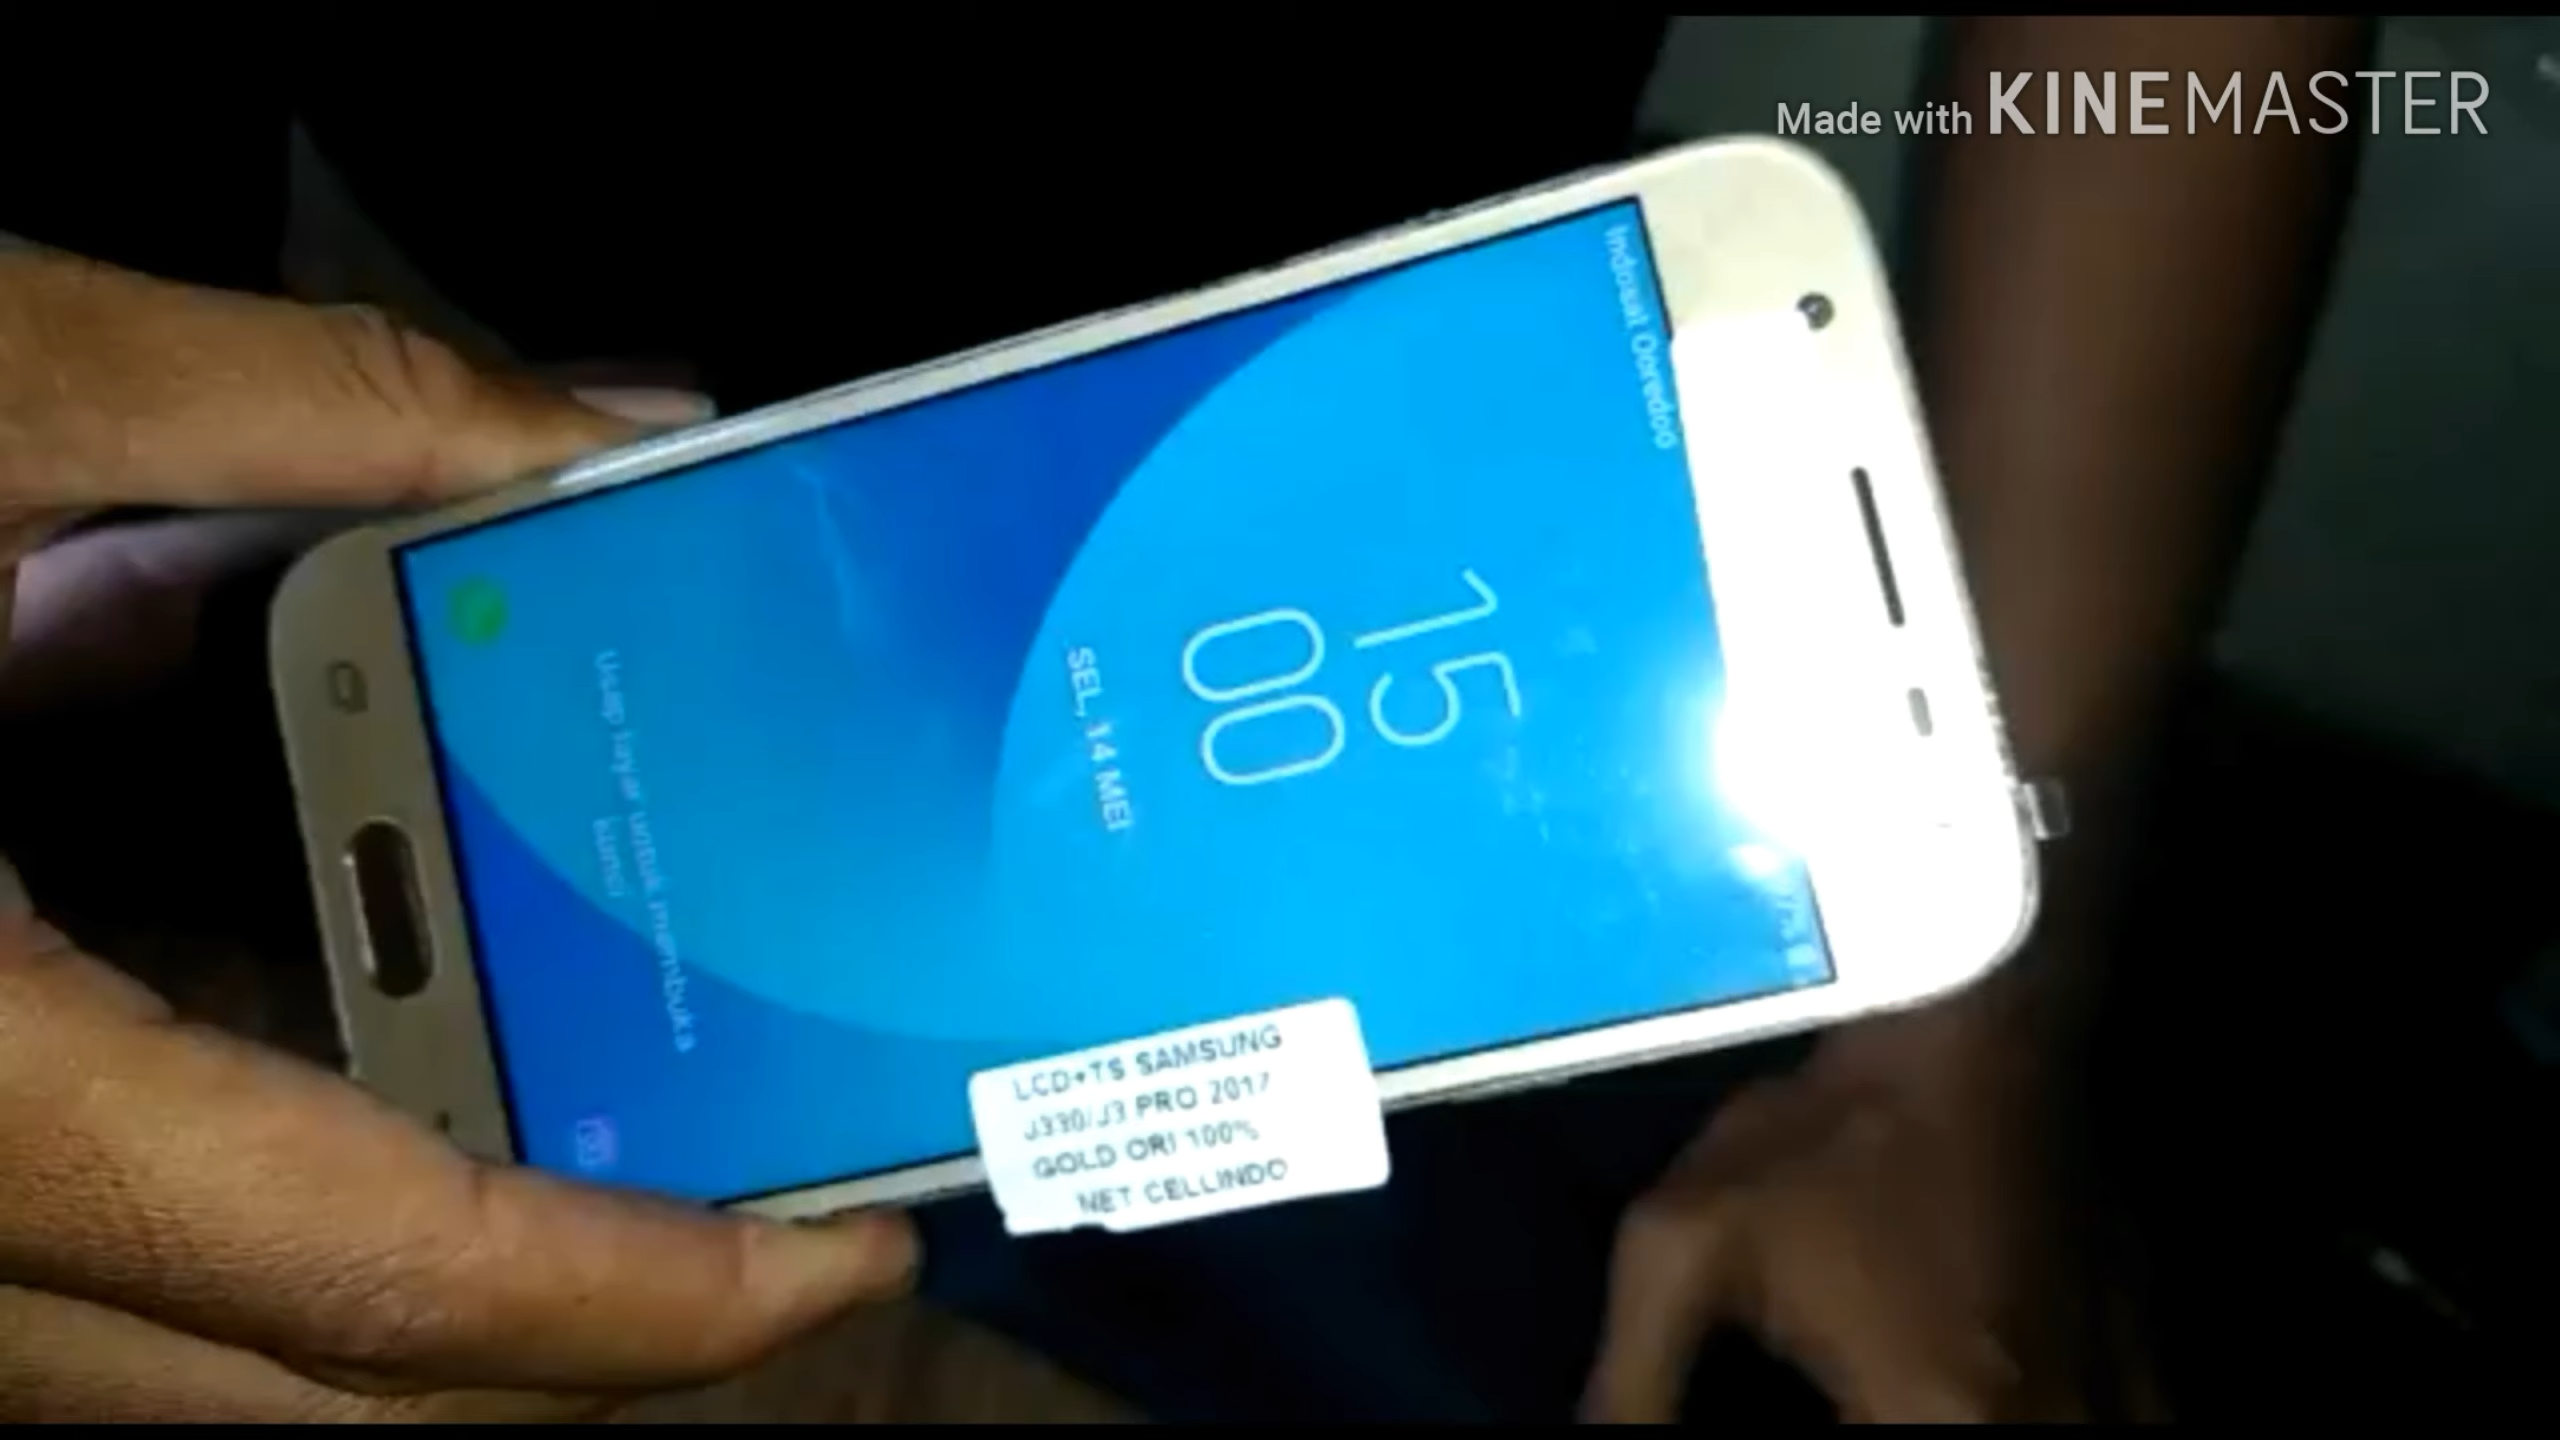 Made with KINEMASTER
Indosat Ooredoo
15
00
SEL, 14 MEI
Usap layar untuk membuka
kunci
LCD+TS SAMSUNG
J330/J3 PRO 2017
GOLD ORI 100%
NET CELLINDO